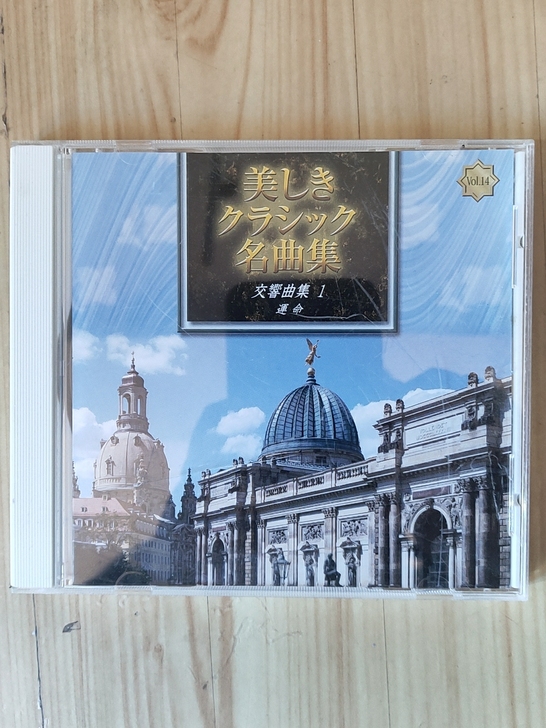 美しき
クラシック
名曲集
交響曲集 1
運命
Vol.14